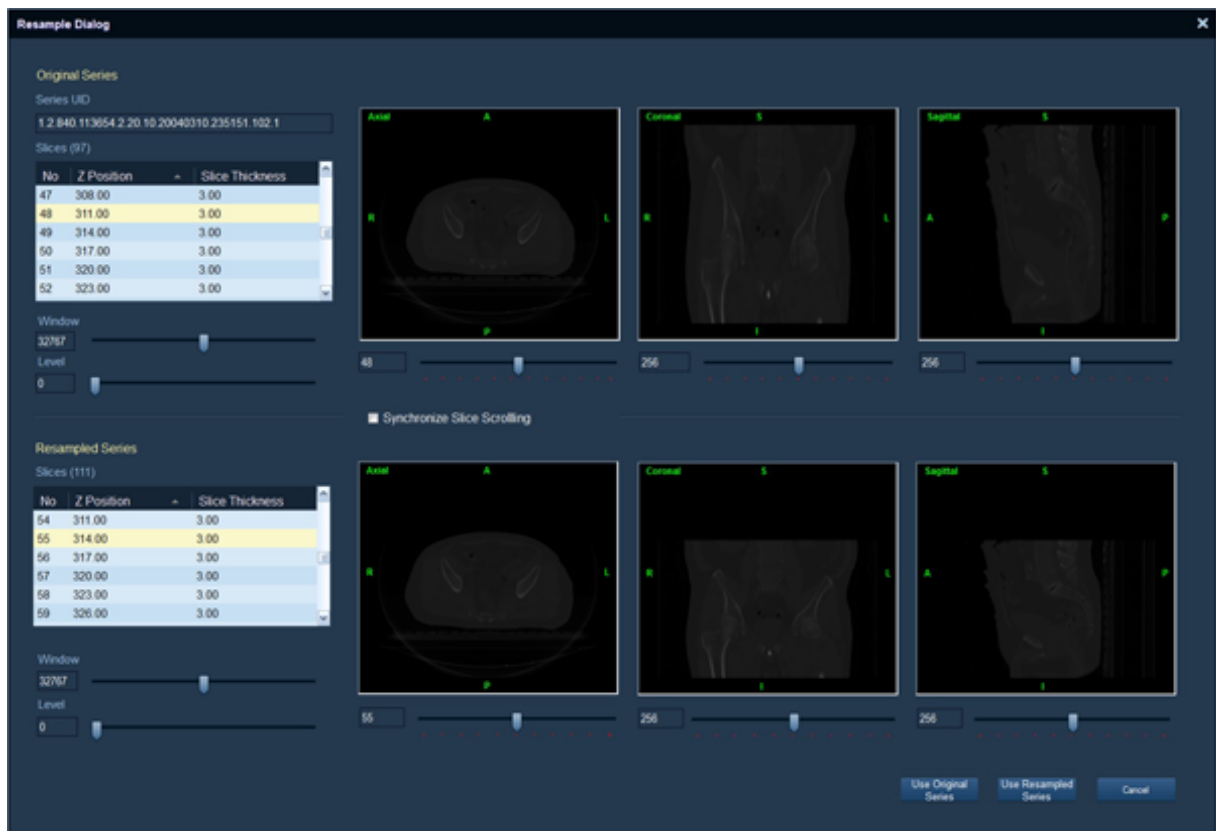 Resample Dialog
Original Series
Series UID
1.2.840.113654.2.20.10.20040310.235151.102.1
Slices (97)
No Z Position Slice Thickness
47 308.00 3.00
48 311.00 3.00
49 314.00 3.00
50 317.00 3.00
51 320.00 3.00
52 323.00 3.00
Window
32767
Level
0
Axial A R L P
48
Coronal S R L I
256
Sagittal S A P I
256
Synchronize Slice Scrolling
Resampled Series
Slices (111)
No Z Position Slice Thickness
54 311.00 3.00
55 314.00 3.00
56 317.00 3.00
57 320.00 3.00
58 323.00 3.00
59 326.00 3.00
Window
32767
Level
0
Axial A R L P
55
Coronal S R L I
256
Sagittal S A P I
256
Use Original
Series
Use Resampled
Series
Cancel